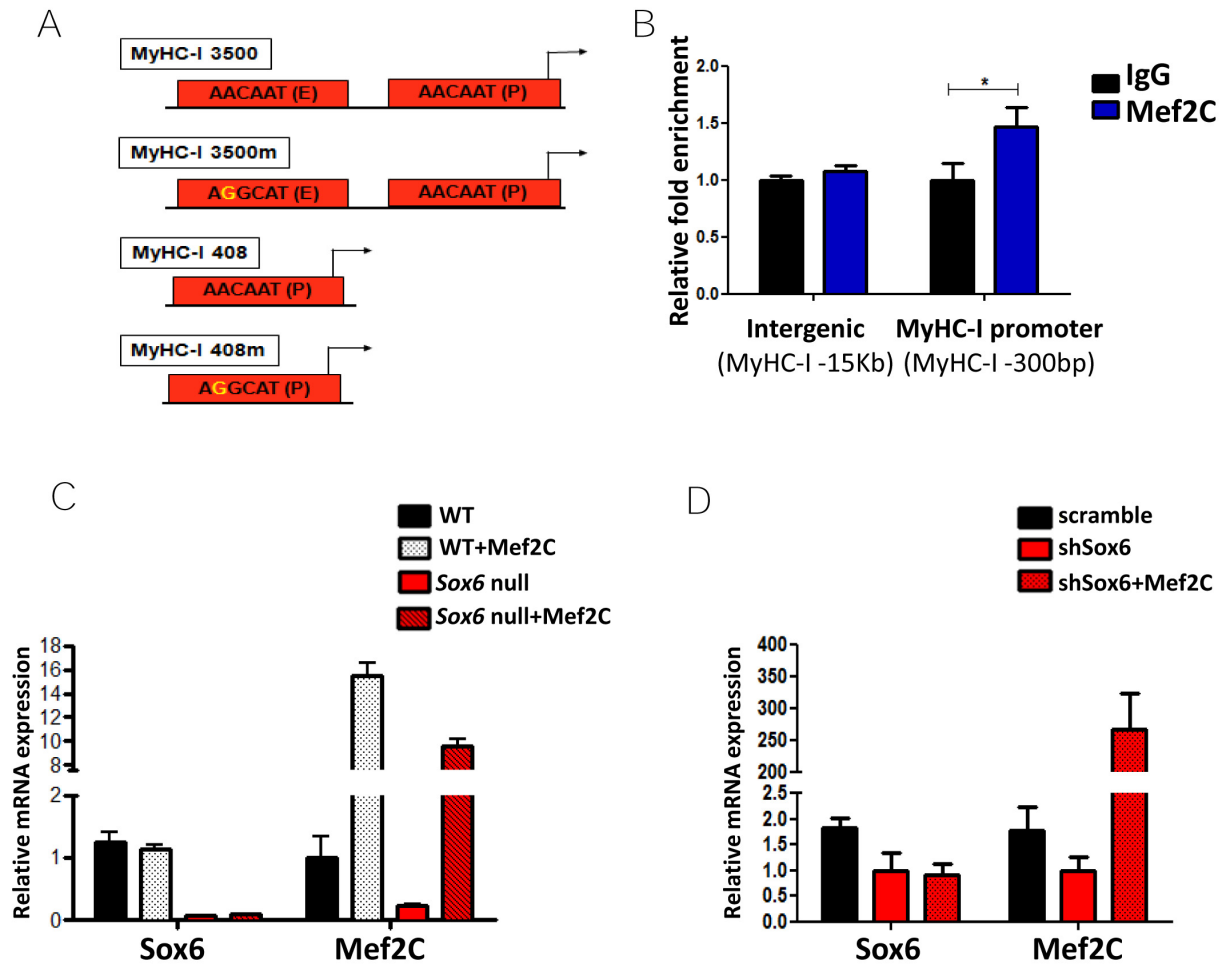 A
MyHC-I 3500
AACAAT (E) AACAAT (P)
MyHC-I 3500m
AGGCAT (E) AACAAT (P)
MyHC-I 408
AACAAT (P)
MyHC-I 408m
AGGCAT (P)
B
IgG
Mef2C
Relative fold enrichment
2.0
1.5
1.0
0.5
0.0
*
Intergenic MyHC-I promoter
(MyHC-I -15Kb) (MyHC-I -300bp)
C
WT
WT+Mef2C
Sox6 null
Sox6 null+Mef2C
Relative mRNA expression
18
16
14
12
10
8
2
1
0
Sox6 Mef2C
D
scramble
shSox6
shSox6+Mef2C
Relative mRNA expression
400
350
300
250
200
2.5
2.0
1.5
1.0
0.5
0.0
Sox6 Mef2C